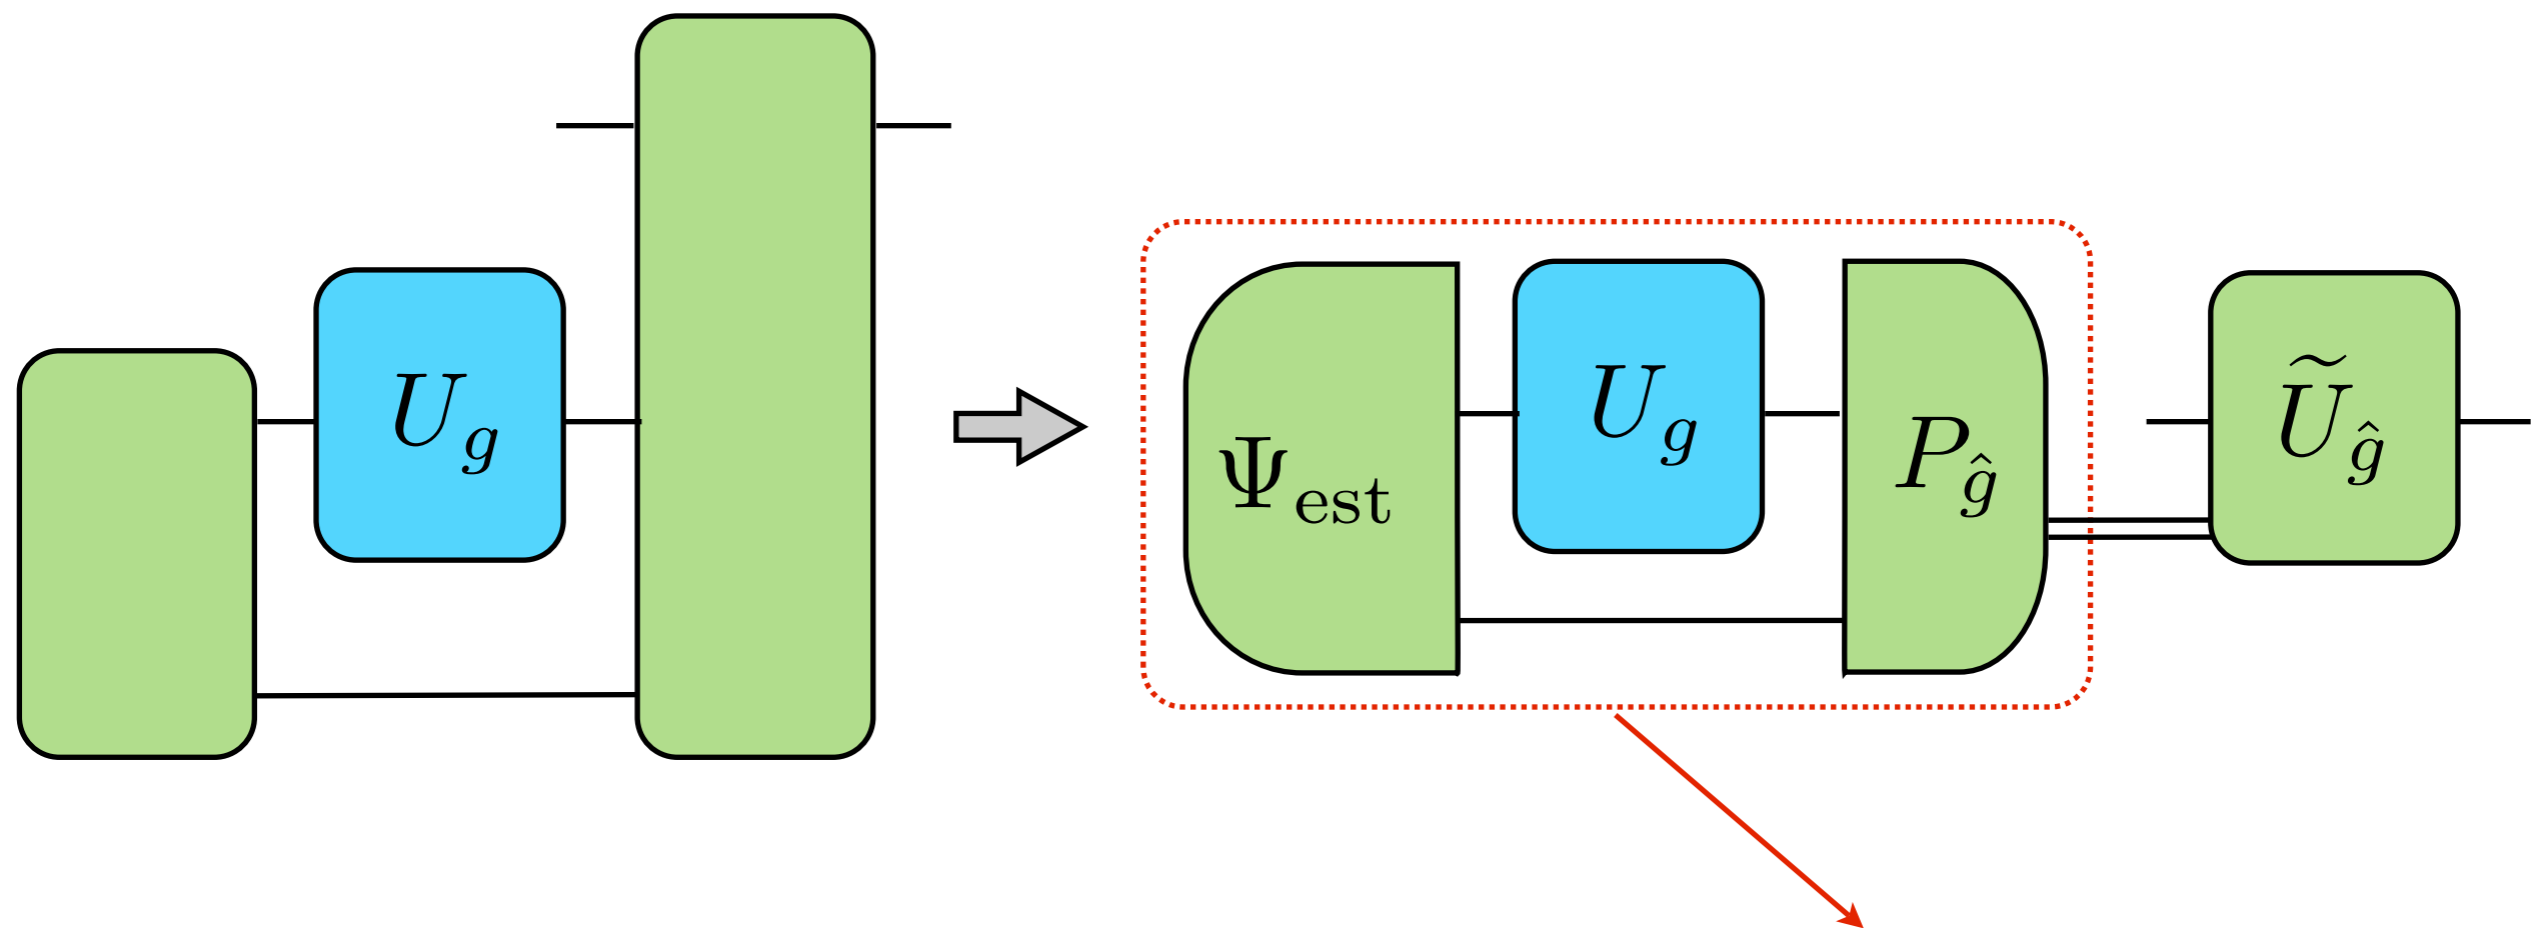 U_g
Ψ_est
U_g
P_ĝ
Ũ_ĝ